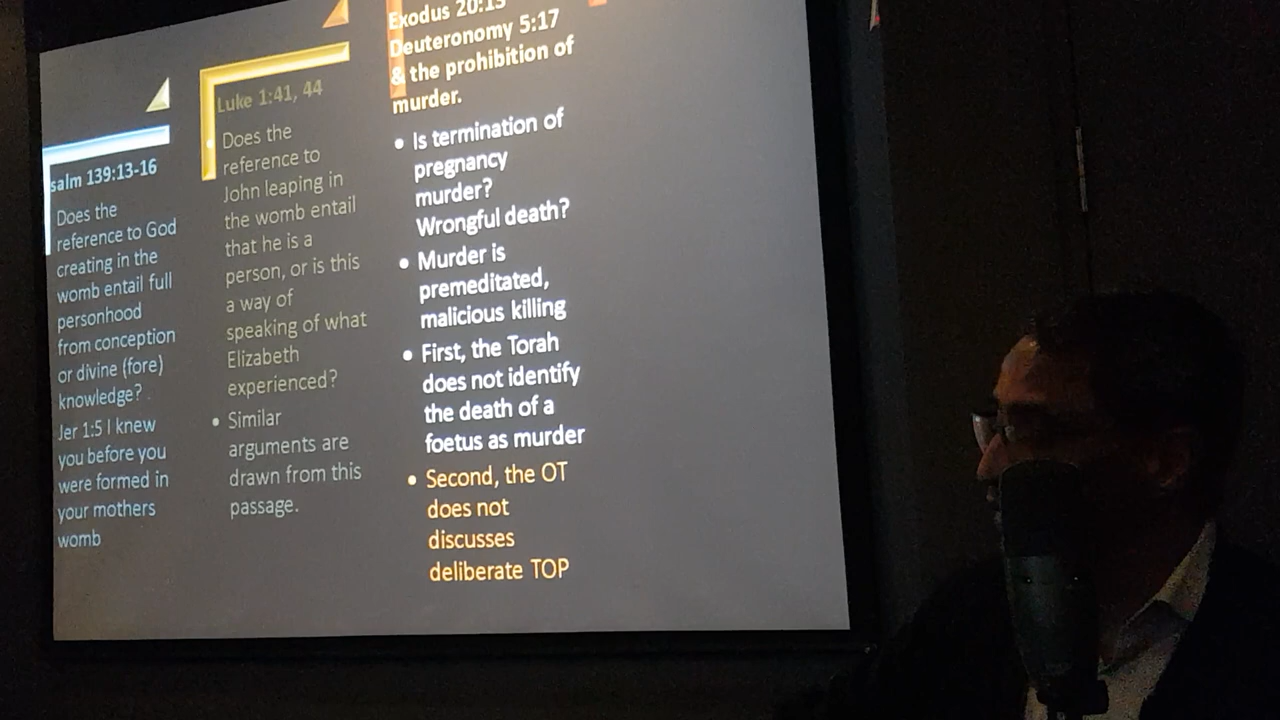 salm 139:13-16
Does the
reference to God
creating in the
womb entail full
personhood
from conception
or divine (fore)
knowledge?
Jer 1:5 I knew
you before you
were formed in
your mothers
womb
Luke 1:41, 44
Does the
reference to
John leaping in
the womb entail
that he is a
person, or is this
a way of
speaking of what
Elizabeth
experienced?
• Similar
arguments are
drawn from this
passage.
Exodus 20:13
Deuteronomy 5:17
& the prohibition of
murder.
• Is termination of
pregnancy
murder?
Wrongful death?
• Murder is
premeditated,
malicious killing
• First, the Torah
does not identify
the death of a
foetus as murder
• Second, the OT
does not
discusses
deliberate TOP